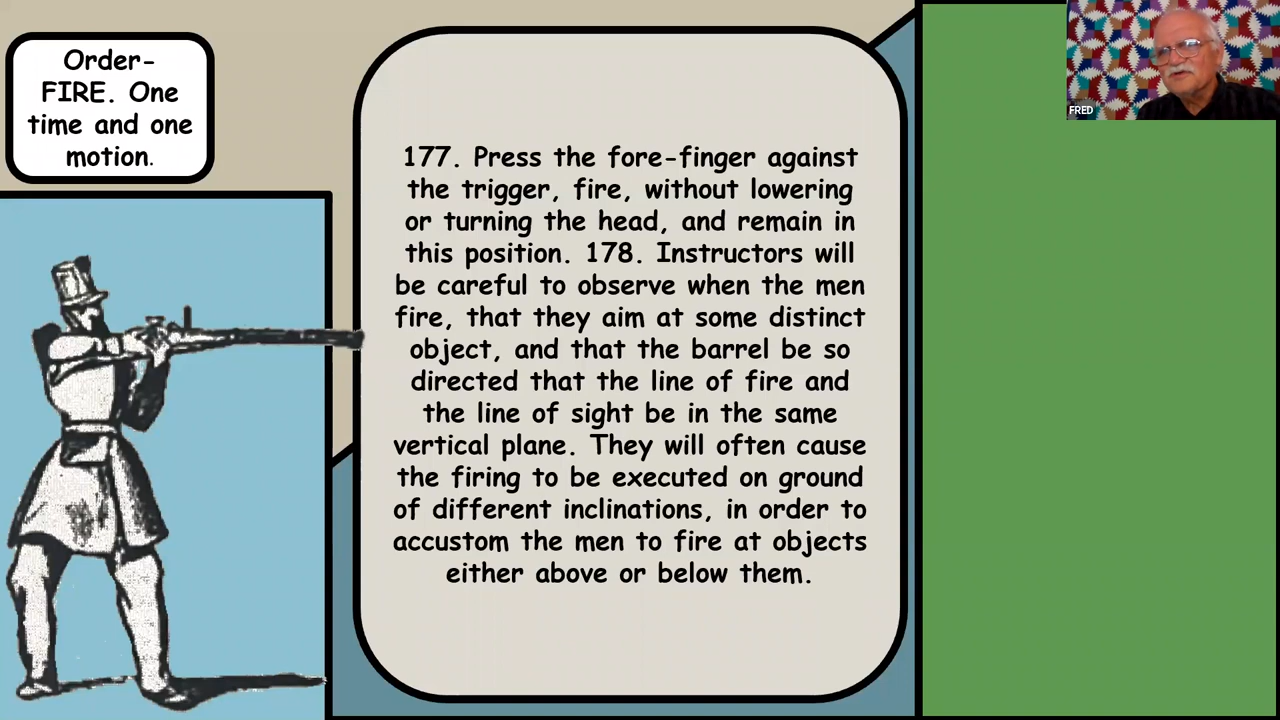 Order-
FIRE. One
time and one
motion.
177. Press the fore-finger against
the trigger, fire, without lowering
or turning the head, and remain in
this position. 178. Instructors will
be careful to observe when the men
fire, that they aim at some distinct
object, and that the barrel be so
directed that the line of fire and
the line of sight be in the same
vertical plane. They will often cause
the firing to be executed on ground
of different inclinations, in order to
accustom the men to fire at objects
either above or below them.
FRED